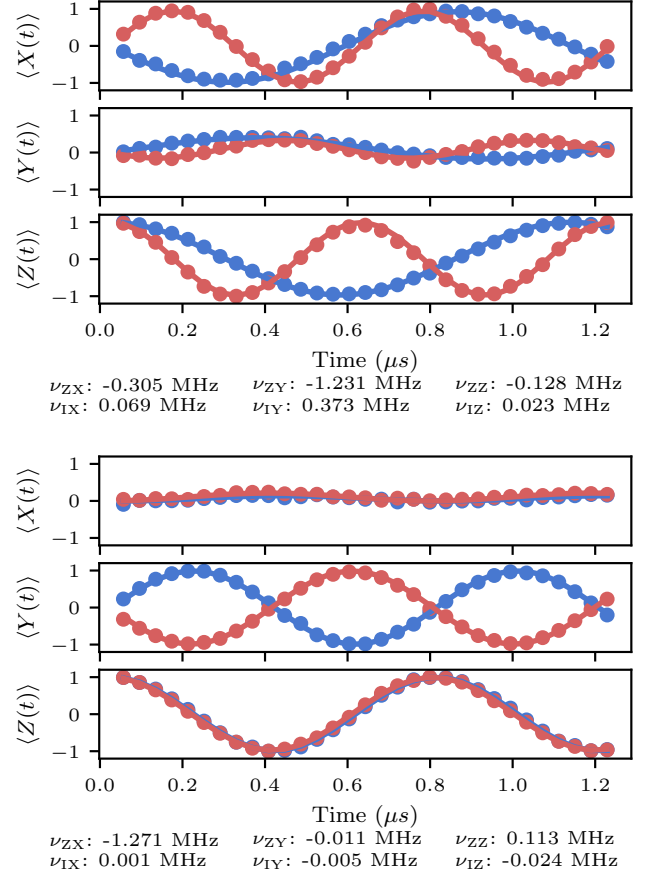 ⟨X(t)⟩
1
0
−1
⟨Y(t)⟩
1
0
−1
⟨Z(t)⟩
1
0
−1
0.0 0.2 0.4 0.6 0.8 1.0 1.2
Time (μs)
νZX: -0.305 MHz νZY: -1.231 MHz νZZ: -0.128 MHz
νIX: 0.069 MHz νIY: 0.373 MHz νIZ: 0.023 MHz
⟨X(t)⟩
1
0
−1
⟨Y(t)⟩
1
0
−1
⟨Z(t)⟩
1
0
−1
0.0 0.2 0.4 0.6 0.8 1.0 1.2
Time (μs)
νZX: -1.271 MHz νZY: -0.011 MHz νZZ: 0.113 MHz
νIX: 0.001 MHz νIY: -0.005 MHz νIZ: -0.024 MHz